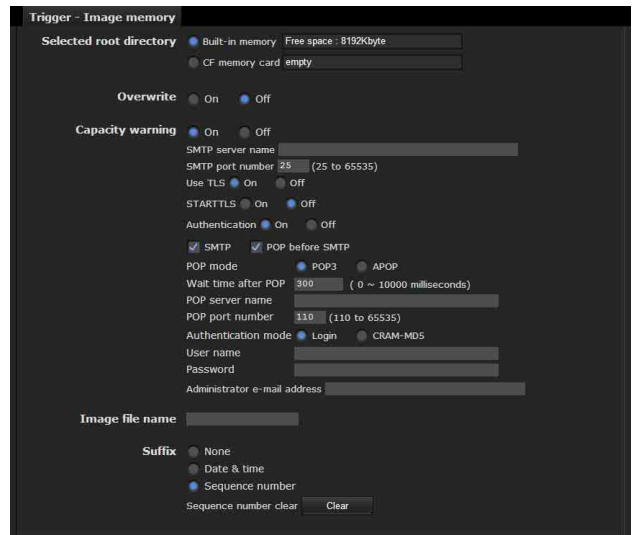 Trigger - Image memory
Selected root directory Built-in memory Free space : 8192Kbyte
CF memory card empty
Overwrite On Off
Capacity warning On Off
SMTP server name
SMTP port number 25 (25 to 65535)
Use TLS On Off
STARTTLS On Off
Authentication On Off
SMTP POP before SMTP
POP mode POP3 APOP
Wait time after POP 300 ( 0 ~ 10000 milliseconds)
POP server name
POP port number 110 (110 to 65535)
Authentication mode Login CRAM-MD5
User name
Password
Administrator e-mail address
Image file name
Suffix None
Date & time
Sequence number
Sequence number clear Clear